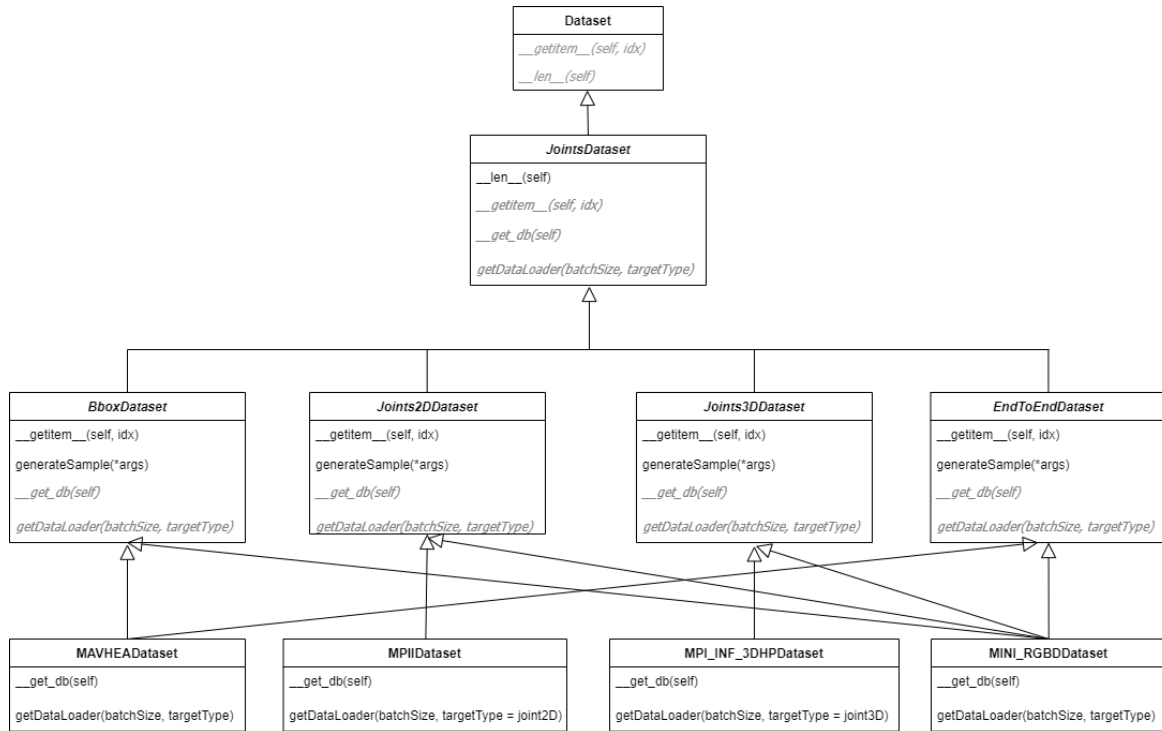 Dataset
__getitem__(self, idx)
__len__(self)
JointsDataset
__len__(self)
__getitem__(self, idx)
__get_db(self)
getDataLoader(batchSize, targetType)
BboxDataset
__getitem__(self, idx)
generateSample(*args)
__get_db(self)
getDataLoader(batchSize, targetType)
Joints2DDataset
__getitem__(self, idx)
generateSample(*args)
__get_db(self)
getDataLoader(batchSize, targetType)
Joints3DDataset
__getitem__(self, idx)
generateSample(*args)
__get_db(self)
getDataLoader(batchSize, targetType)
EndToEndDataset
__getitem__(self, idx)
generateSample(*args)
__get_db(self)
getDataLoader(batchSize, targetType)
MAVHEADataset
__get_db(self)
getDataLoader(batchSize, targetType)
MPIIDataset
__get_db(self)
getDataLoader(batchSize, targetType = joint2D)
MPI_INF_3DHPDataset
__get_db(self)
getDataLoader(batchSize, targetType = joint3D)
MINI_RGBDDataset
__get_db(self)
getDataLoader(batchSize, targetType)